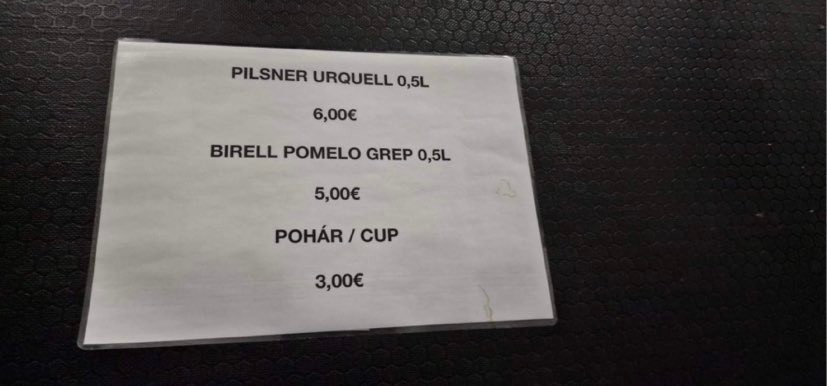 PILSNER URQUELL 0,5L
6,00€
BIRELL POMELO GREP 0,5L
5,00€
POHÁR / CUP
3,00€